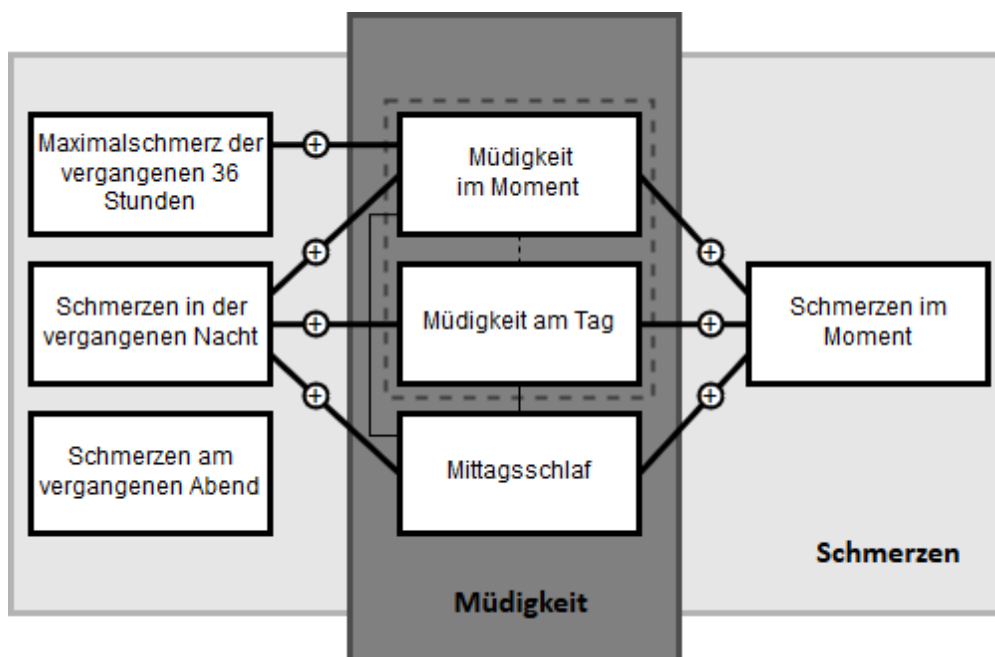 Maximalschmerz der
vergangenen 36
Stunden
+
Müdigkeit
im Moment
+
+
Schmerzen in der
vergangenen Nacht
+
Müdigkeit am Tag
+
Schmerzen im
Moment
+
+
Schmerzen am
vergangenen Abend
Mittagsschlaf
Schmerzen
Müdigkeit